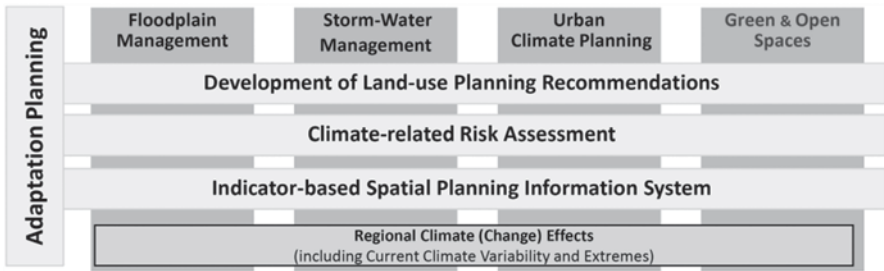 Adaptation Planning
Floodplain
Management
Storm-Water
Management
Urban
Climate Planning
Green & Open
Spaces
Development of Land-use Planning Recommendations
Climate-related Risk Assessment
Indicator-based Spatial Planning Information System
Regional Climate (Change) Effects
(including Current Climate Variability and Extremes)